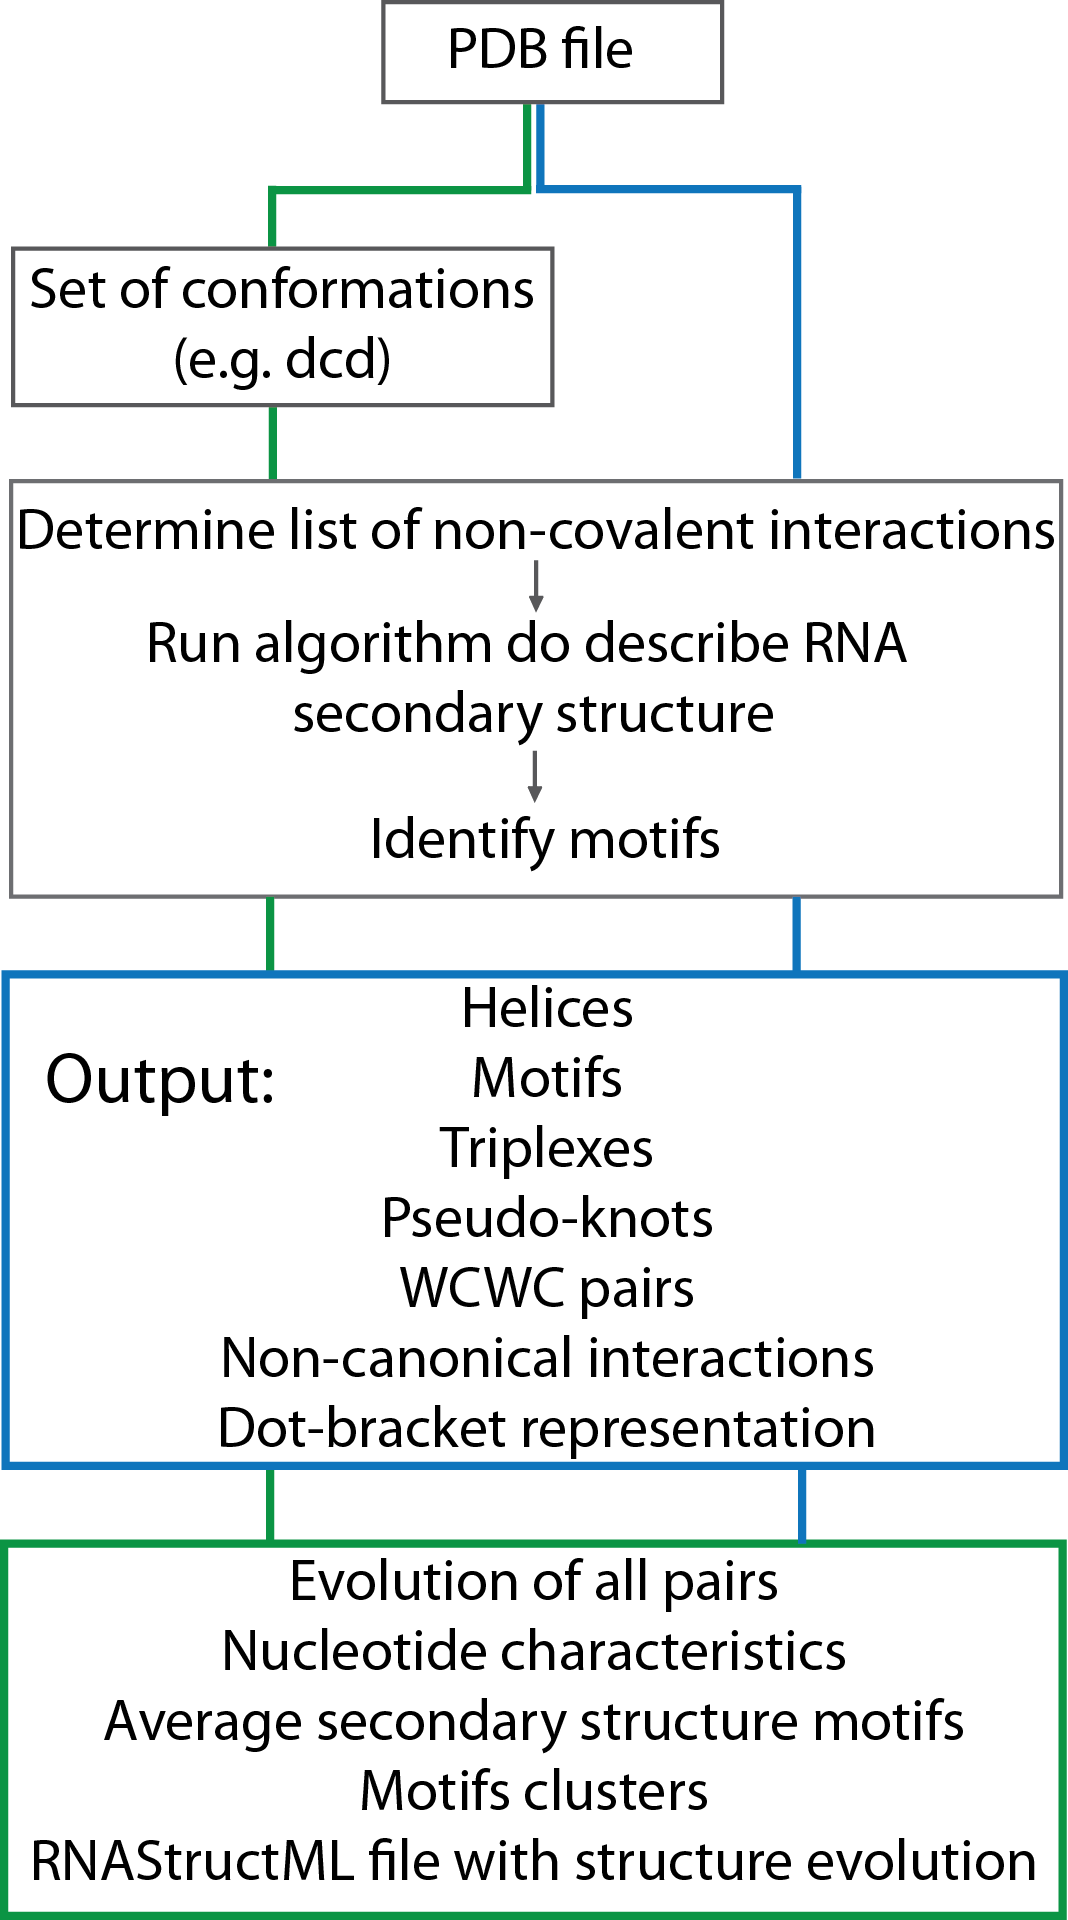 PDB file
Set of conformations
(e.g. dcd)
Determine list of non-covalent interactions
Run algorithm do describe RNA
secondary structure
Identify motifs
Output:
Helices
Motifs
Triplexes
Pseudo-knots
WCWC pairs
Non-canonical interactions
Dot-bracket representation
Evolution of all pairs
Nucleotide characteristics
Average secondary structure motifs
Motifs clusters
RNAStructML file with structure evolution